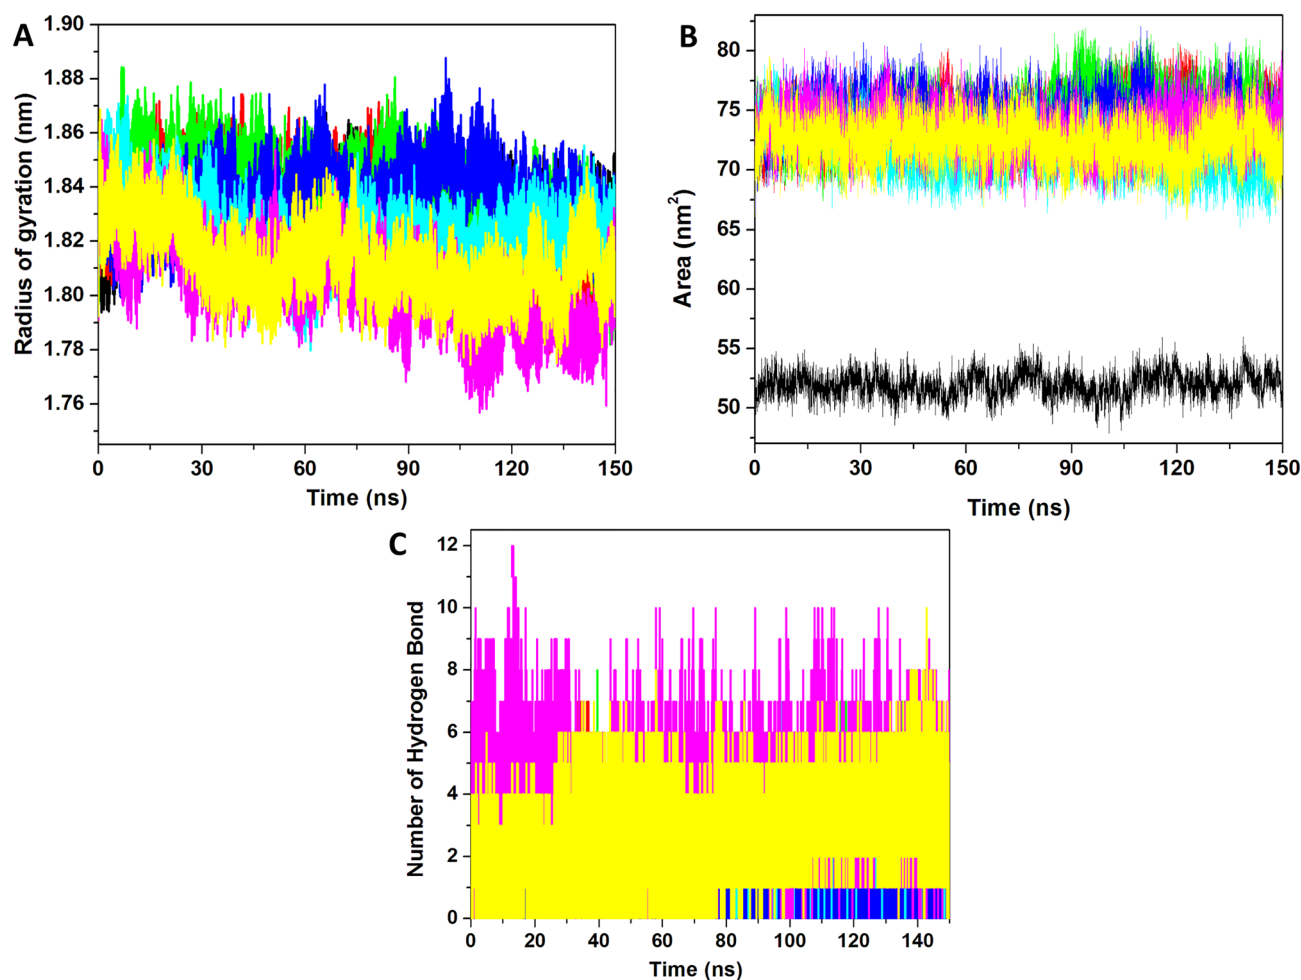 A
Radius of gyration (nm)
1.90
1.88
1.86
1.84
1.82
1.80
1.78
1.76
0 30 60 90 120 150
Time (ns)
B
Area (nm²)
80
75
70
65
60
55
50
0 30 60 90 120 150
Time (ns)
C
Number of Hydrogen Bond
12
10
8
6
4
2
0
0 20 40 60 80 100 120 140
Time (ns)